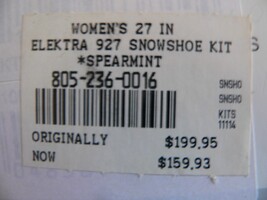 WOMEN'S 27 IN
ELEKTRA 927 SNOWSHOE KIT
*SPEARMINT
805-236-0016
SNSHO
SNSHO
KITS
11114
ORIGINALLY $199.95
NOW $159.93